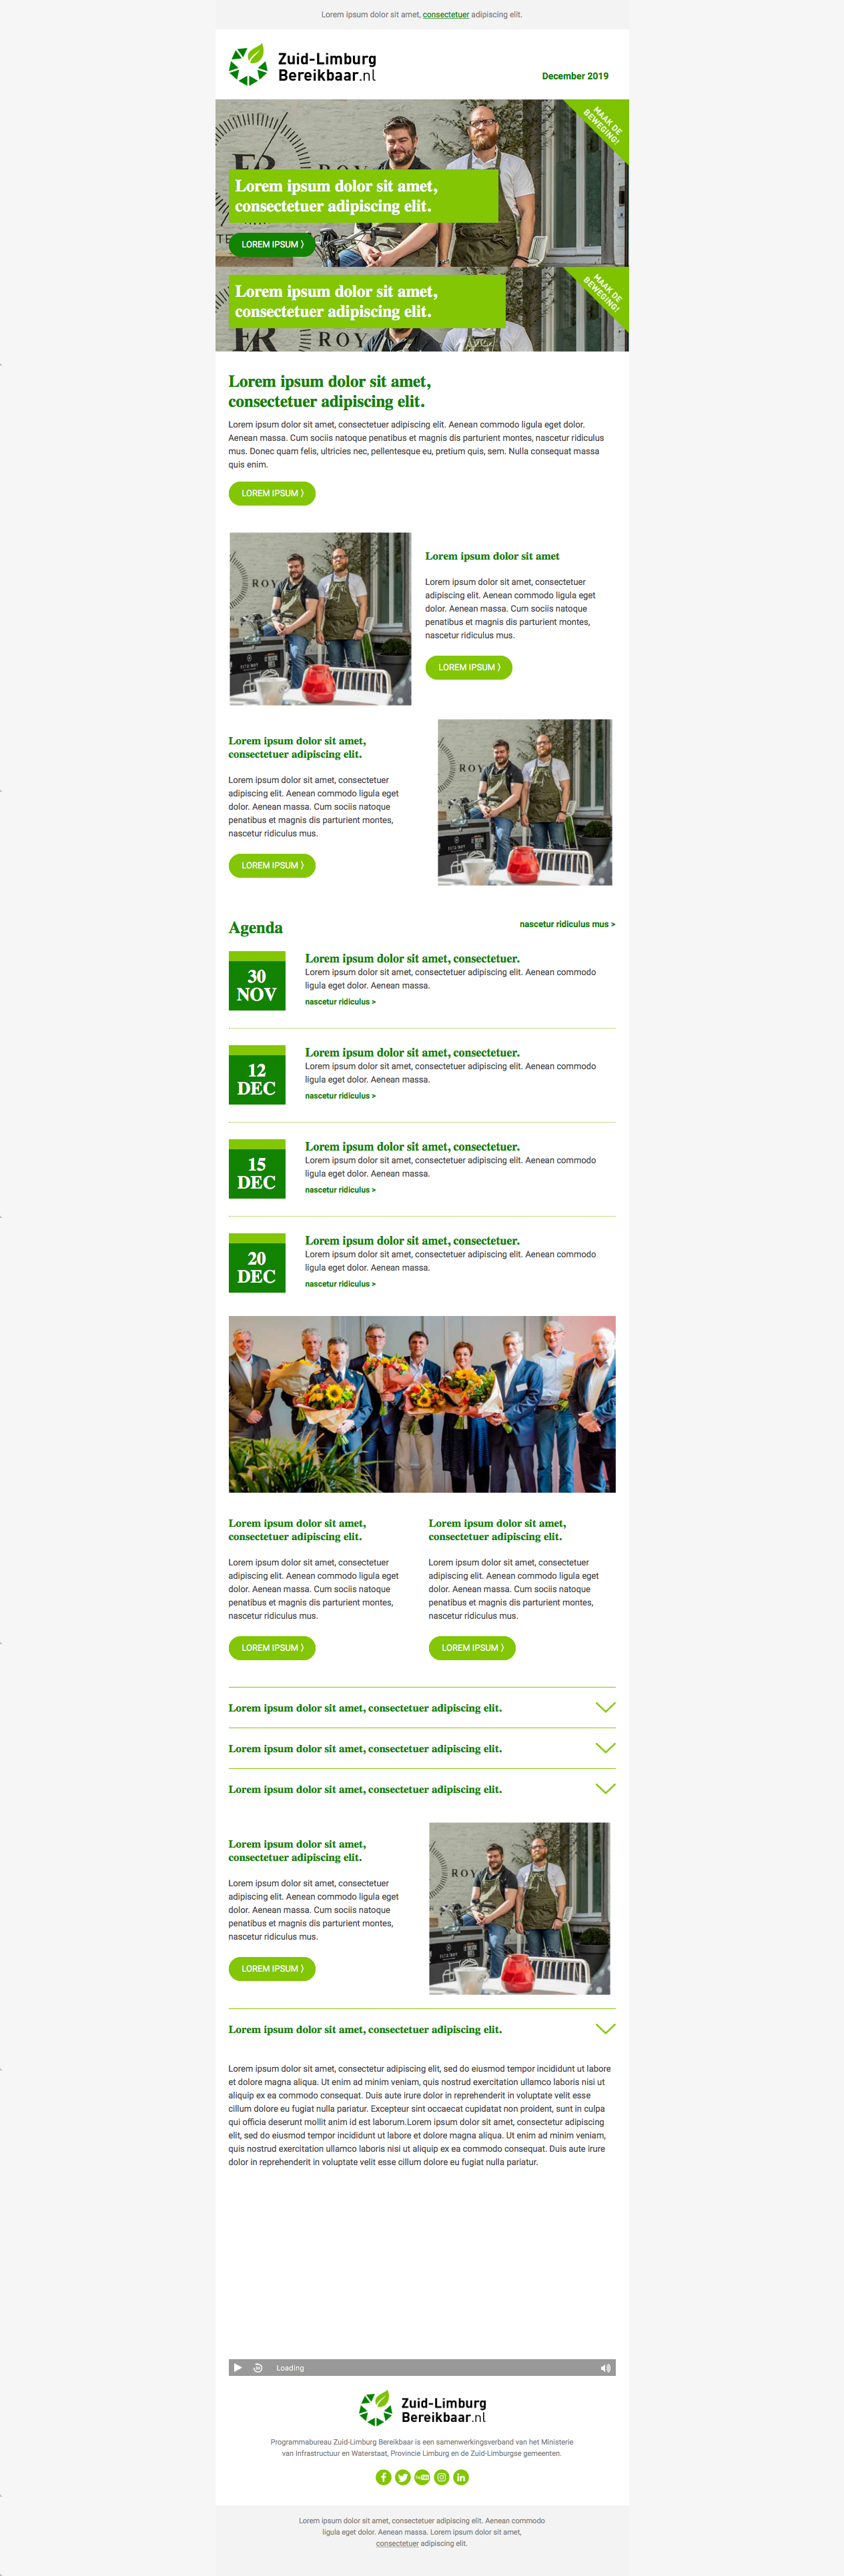 Lorem ipsum dolor sit amet, consectetuer adipiscing elit.
Zuid-Limburg
Bereikbaar.nl
December 2019
MAAK DE
BEWEGING!
Lorem ipsum dolor sit amet,
consectetuer adipiscing elit.
LOREM IPSUM ⟩
MAAK DE
BEWEGING!
Lorem ipsum dolor sit amet,
consectetuer adipiscing elit.
ROY
Lorem ipsum dolor sit amet,
consectetuer adipiscing elit.
Lorem ipsum dolor sit amet, consectetuer adipiscing elit. Aenean commodo ligula eget dolor.
Aenean massa. Cum sociis natoque penatibus et magnis dis parturient montes, nascetur ridiculus
mus. Donec quam felis, ultricies nec, pellentesque eu, pretium quis, sem. Nulla consequat massa
quis enim.
LOREM IPSUM ⟩
ROY
Lorem ipsum dolor sit amet
Lorem ipsum dolor sit amet, consectetuer
adipiscing elit. Aenean commodo ligula eget
dolor. Aenean massa. Cum sociis natoque
penatibus et magnis dis parturient montes,
nascetur ridiculus mus.
LOREM IPSUM ⟩
Lorem ipsum dolor sit amet,
consectetuer adipiscing elit.
Lorem ipsum dolor sit amet, consectetuer
adipiscing elit. Aenean commodo ligula eget
dolor. Aenean massa. Cum sociis natoque
penatibus et magnis dis parturient montes,
nascetur ridiculus mus.
LOREM IPSUM ⟩
ROY
Agenda
nascetur ridiculus mus >
30
NOV
Lorem ipsum dolor sit amet, consectetuer.
Lorem ipsum dolor sit amet, consectetuer adipiscing elit. Aenean commodo
ligula eget dolor. Aenean massa.
nascetur ridiculus >
12
DEC
Lorem ipsum dolor sit amet, consectetuer.
Lorem ipsum dolor sit amet, consectetuer adipiscing elit. Aenean commodo
ligula eget dolor. Aenean massa.
nascetur ridiculus >
15
DEC
Lorem ipsum dolor sit amet, consectetuer.
Lorem ipsum dolor sit amet, consectetuer adipiscing elit. Aenean commodo
ligula eget dolor. Aenean massa.
nascetur ridiculus >
20
DEC
Lorem ipsum dolor sit amet, consectetuer.
Lorem ipsum dolor sit amet, consectetuer adipiscing elit. Aenean commodo
ligula eget dolor. Aenean massa.
nascetur ridiculus >
Lorem ipsum dolor sit amet,
consectetuer adipiscing elit.
Lorem ipsum dolor sit amet, consectetuer
adipiscing elit. Aenean commodo ligula eget
dolor. Aenean massa. Cum sociis natoque
penatibus et magnis dis parturient montes,
nascetur ridiculus mus.
LOREM IPSUM ⟩
Lorem ipsum dolor sit amet,
consectetuer adipiscing elit.
Lorem ipsum dolor sit amet, consectetuer
adipiscing elit. Aenean commodo ligula eget
dolor. Aenean massa. Cum sociis natoque
penatibus et magnis dis parturient montes,
nascetur ridiculus mus.
LOREM IPSUM ⟩
Lorem ipsum dolor sit amet, consectetuer adipiscing elit.
Lorem ipsum dolor sit amet, consectetuer adipiscing elit.
Lorem ipsum dolor sit amet, consectetuer adipiscing elit.
Lorem ipsum dolor sit amet,
consectetuer adipiscing elit.
Lorem ipsum dolor sit amet, consectetuer
adipiscing elit. Aenean commodo ligula eget
dolor. Aenean massa. Cum sociis natoque
penatibus et magnis dis parturient montes,
nascetur ridiculus mus.
LOREM IPSUM ⟩
ROY
Lorem ipsum dolor sit amet, consectetuer adipiscing elit.
Lorem ipsum dolor sit amet, consectetur adipiscing elit, sed do eiusmod tempor incididunt ut labore
et dolore magna aliqua. Ut enim ad minim veniam, quis nostrud exercitation ullamco laboris nisi ut
aliquip ex ea commodo consequat. Duis aute irure dolor in reprehenderit in voluptate velit esse
cillum dolore eu fugiat nulla pariatur. Excepteur sint occaecat cupidatat non proident, sunt in culpa
qui officia deserunt mollit anim id est laborum.Lorem ipsum dolor sit amet, consectetur adipiscing
elit, sed do eiusmod tempor incididunt ut labore et dolore magna aliqua. Ut enim ad minim veniam,
quis nostrud exercitation ullamco laboris nisi ut aliquip ex ea commodo consequat. Duis aute irure
dolor in reprehenderit in voluptate velit esse cillum dolore eu fugiat nulla pariatur.
Loading
Zuid-Limburg
Bereikbaar.nl
Programmabureau Zuid-Limburg Bereikbaar is een samenwerkingsverband van het Ministerie
van Infrastructuur en Waterstaat, Provincie Limburg en de Zuid-Limburgse gemeenten.
Lorem ipsum dolor sit amet, consectetuer adipiscing elit. Aenean commodo
ligula eget dolor. Aenean massa. Lorem ipsum dolor sit amet,
consectetuer adipiscing elit.